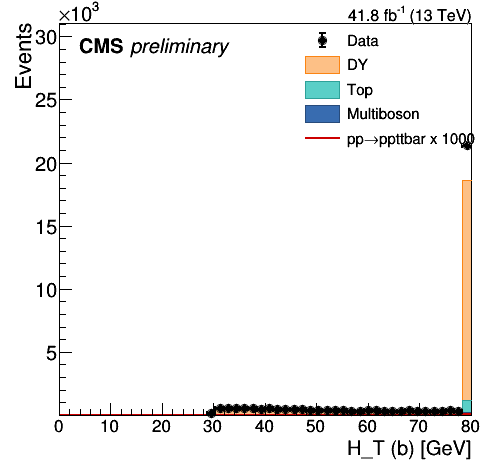 ×10³
41.8 fb⁻¹ (13 TeV)
CMS preliminary
Events
Data
DY
Top
Multiboson
pp→ppttbar x 1000
30
25
20
15
10
5
0 10 20 30 40 50 60 70 80
H_T (b) [GeV]